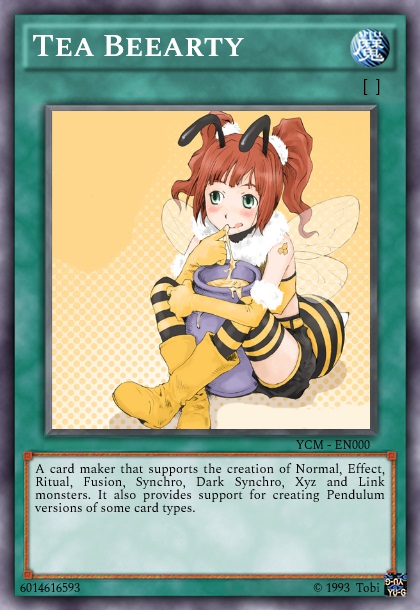 Tea Beearty
魔
[ ]
YCM - EN000
A card maker that supports the creation of Normal, Effect,
Ritual, Fusion, Synchro, Dark Synchro, Xyz and Link
monsters. It also provides support for creating Pendulum
versions of some card types.
6014616593
© 1993 Tobi